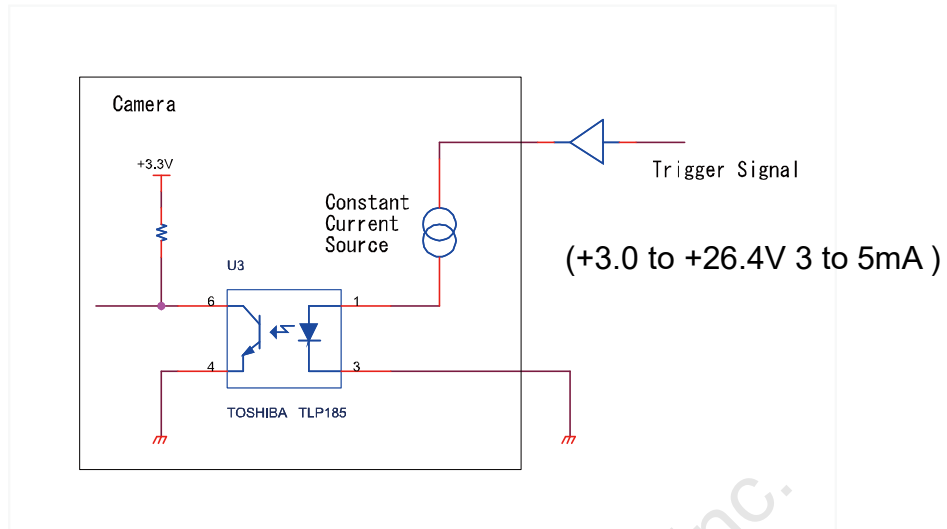 Camera
+3.3V
Trigger Signal
Constant
Current
Source
(+3.0 to +26.4V 3 to 5mA )
U3
6
1
4
3
TOSHIBA TLP185
nc.